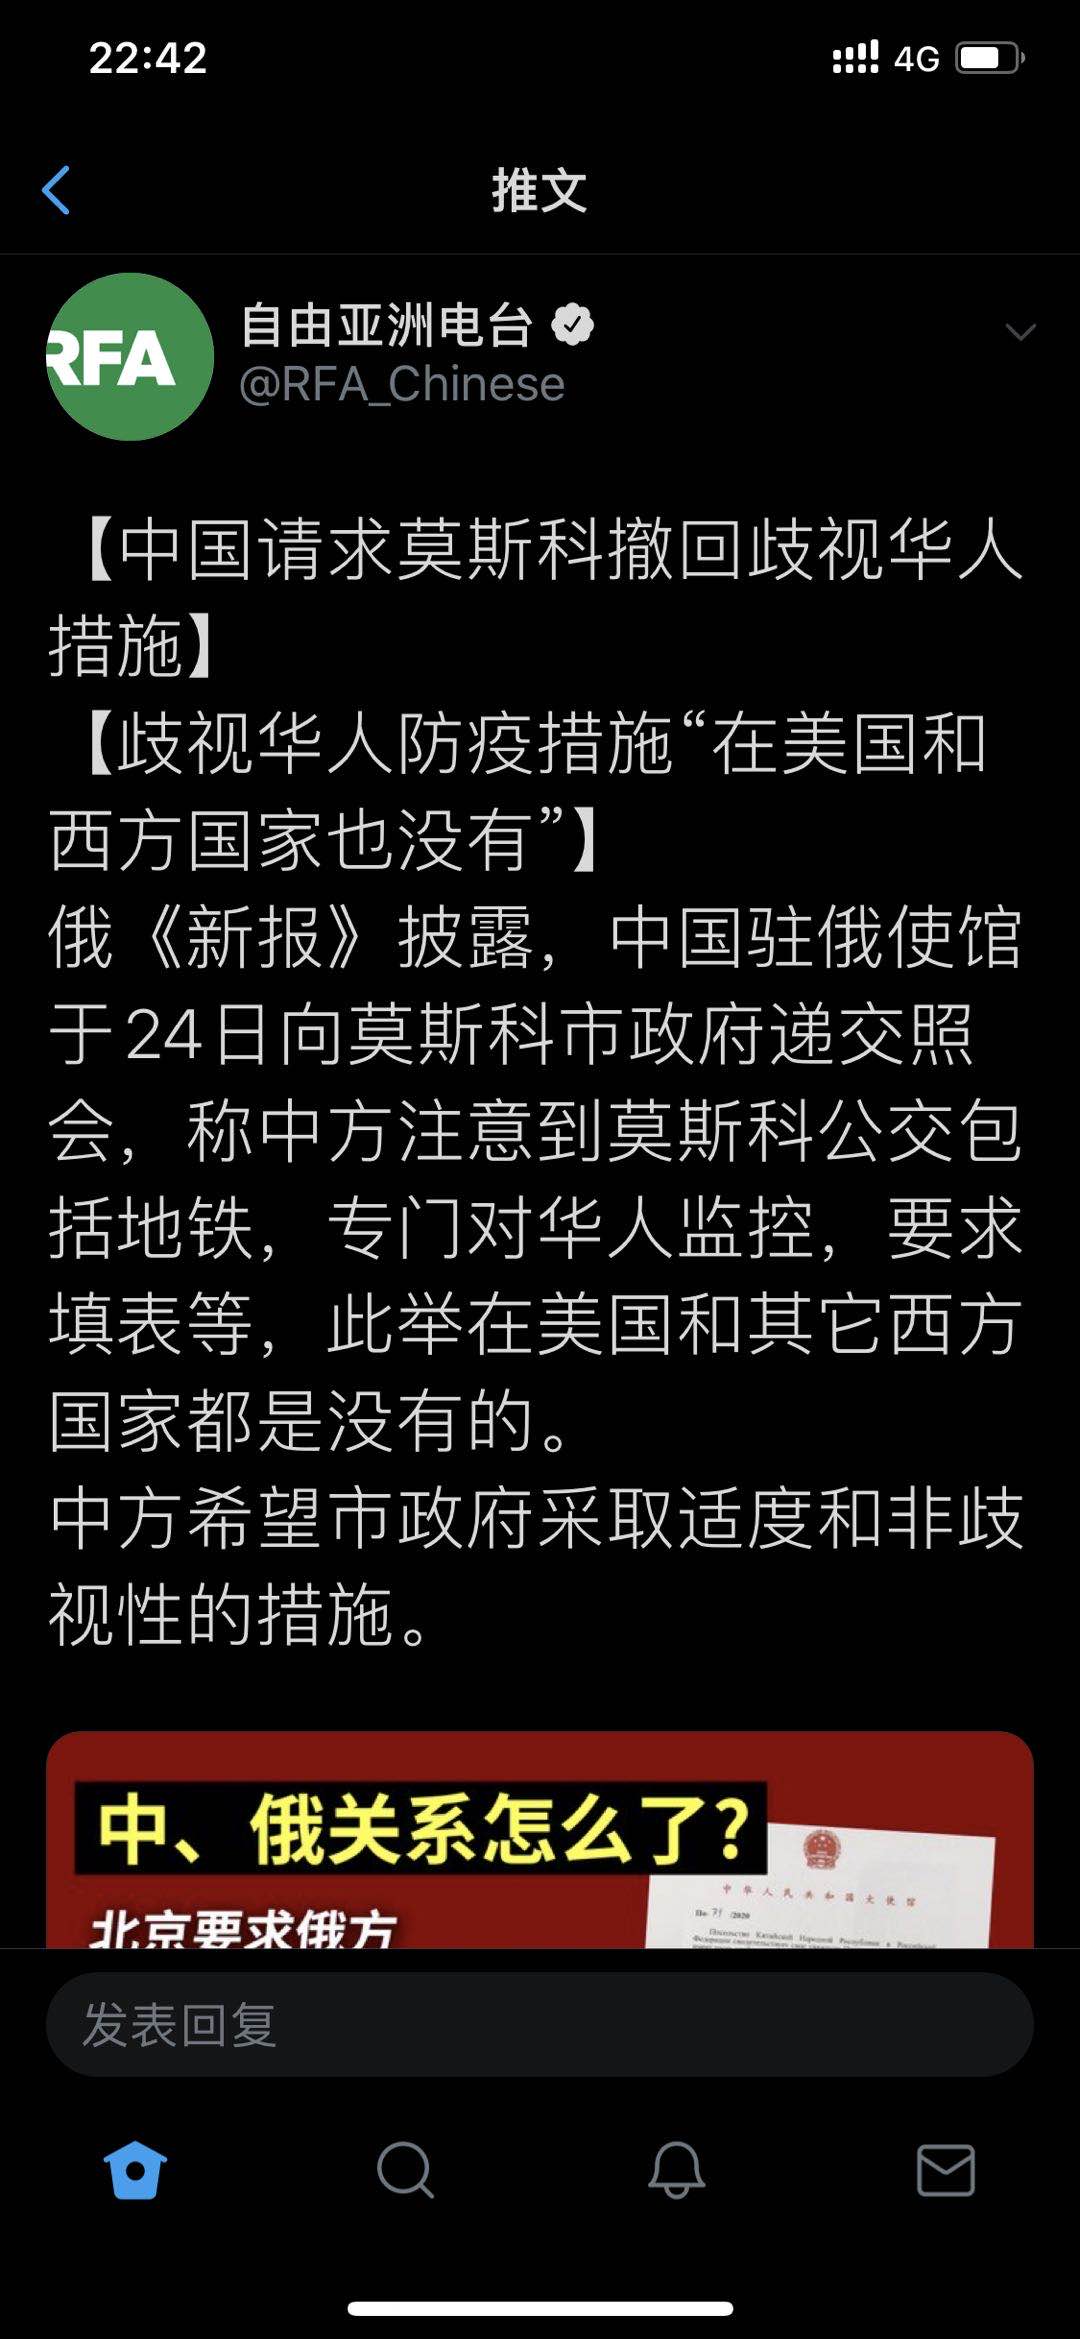 22:42
4G
推文
RFA
自由亚洲电台
@RFA_Chinese
【中国请求莫斯科撤回歧视华人
措施】
【歧视华人防疫措施“在美国和
西方国家也没有”】
俄《新报》披露，中国驻俄使馆
于24日向莫斯科市政府递交照
会，称中方注意到莫斯科公交包
括地铁，专门对华人监控，要求
填表等，此举在美国和其它西方
国家都是没有的。
中方希望市政府采取适度和非歧
视性的措施。
中、俄关系怎么了?
北京要求俄方
中华人民共和国大使馆
发表回复